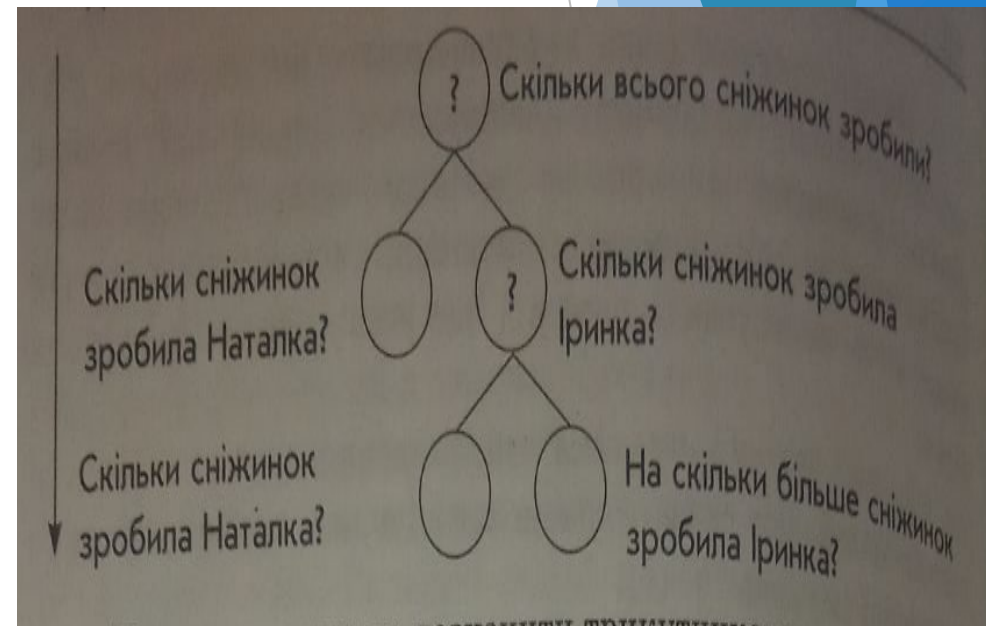 ? Скільки всього сніжинок зробили?
Скільки сніжинок
зробила Наталка?
? Скільки сніжинок зробила
Іринка?
Скільки сніжинок
зробила Наталка?
На скільки більше сніжинок
зробила Іринка?